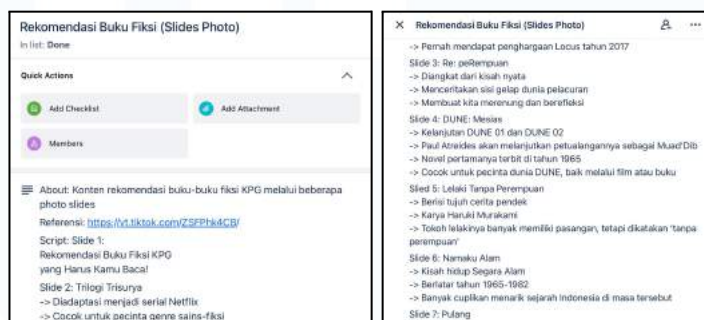 Rekomendasi Buku Fiksi (Slides Photo)
In list: Done
Quick Actions
Add Checklist
Add Attachment
Members
About: Konten rekomendasi buku-buku fiksi KPG melalui beberapa
photo slides
Referensi: https://vt.tiktok.com/ZSFPhk4CB/
Script: Slide 1:
Rekomendasi Buku Fiksi KPG
yang Harus Kamu Baca!
Slide 2: Trilogi Trisurya
-> Diadaptasi menjadi serial Netflix
-> Cocok untuk pecinta genre sains-fiksi
Rekomendasi Buku Fiksi (Slides Photo)
-> Pernah mendapat penghargaan Locus tahun 2017
Slide 3: Re: peRempuan
-> Diangkat dari kisah nyata
-> Menceritakan sisi gelap dunia pelacuran
-> Membuat kita merenung dan berefleksi
Slide 4: DUNE: Mesias
-> Kelanjutan DUNE 01 dan DUNE 02
-> Paul Atreides akan melanjutkan petualangannya sebagai Muad'Dib
-> Novel pertamanya terbit di tahun 1965
-> Cocok untuk pecinta dunia DUNE, baik melalui film atau buku
Slied 5: Lelaki Tanpa Perempuan
-> Berisi tujuh cerita pendek
-> Karya Haruki Murakami
-> Tokoh lelakinya banyak memiliki pasangan, tetapi dikatakan 'tanpa
perempuan'
Slide 6: Namaku Alam
-> Kisah hidup Segara Alam
-> Berlatar tahun 1965-1982
-> Banyak cuplikan menarik sejarah Indonesia di masa tersebut
Slide 7: Pulang